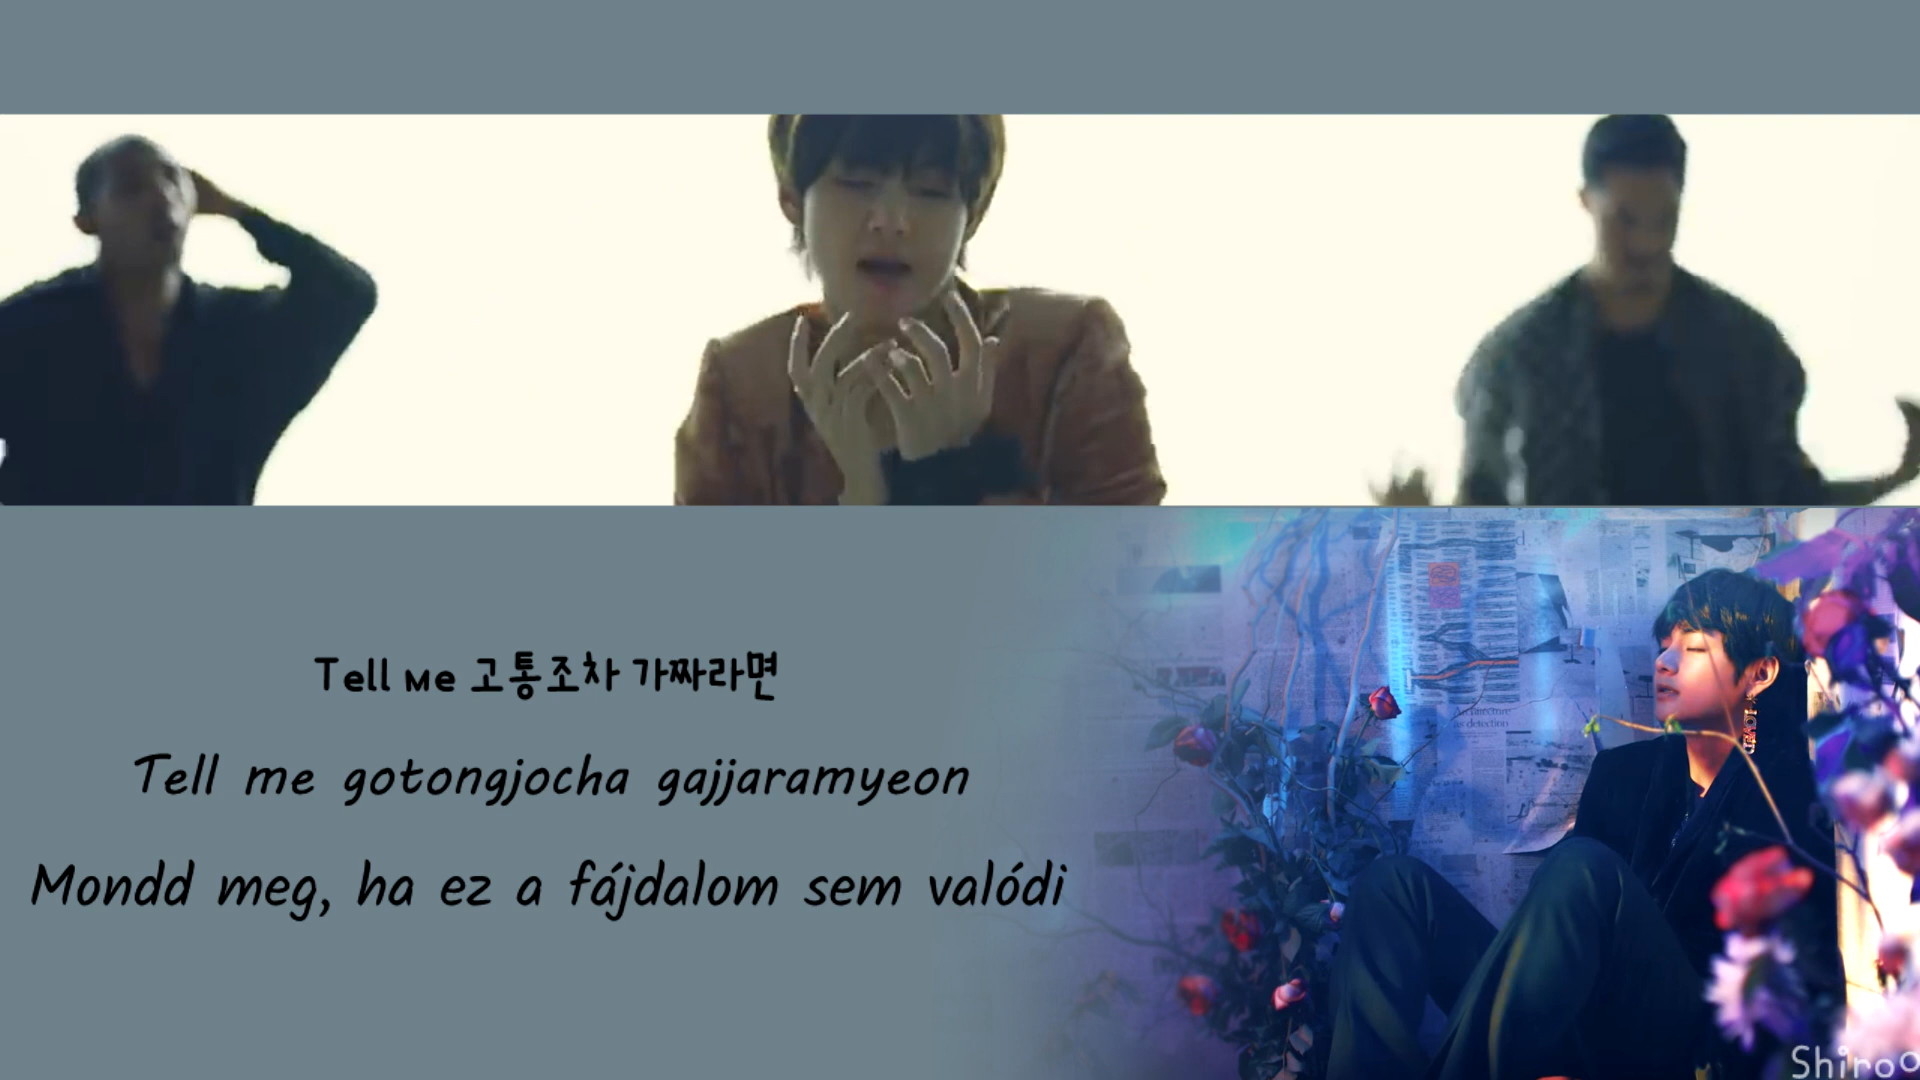 Tell Me 고통조차 가짜라면
Tell me gotongjocha gajjaramyeon
Mondd meg, ha ez a fájdalom sem valódi
Shiro